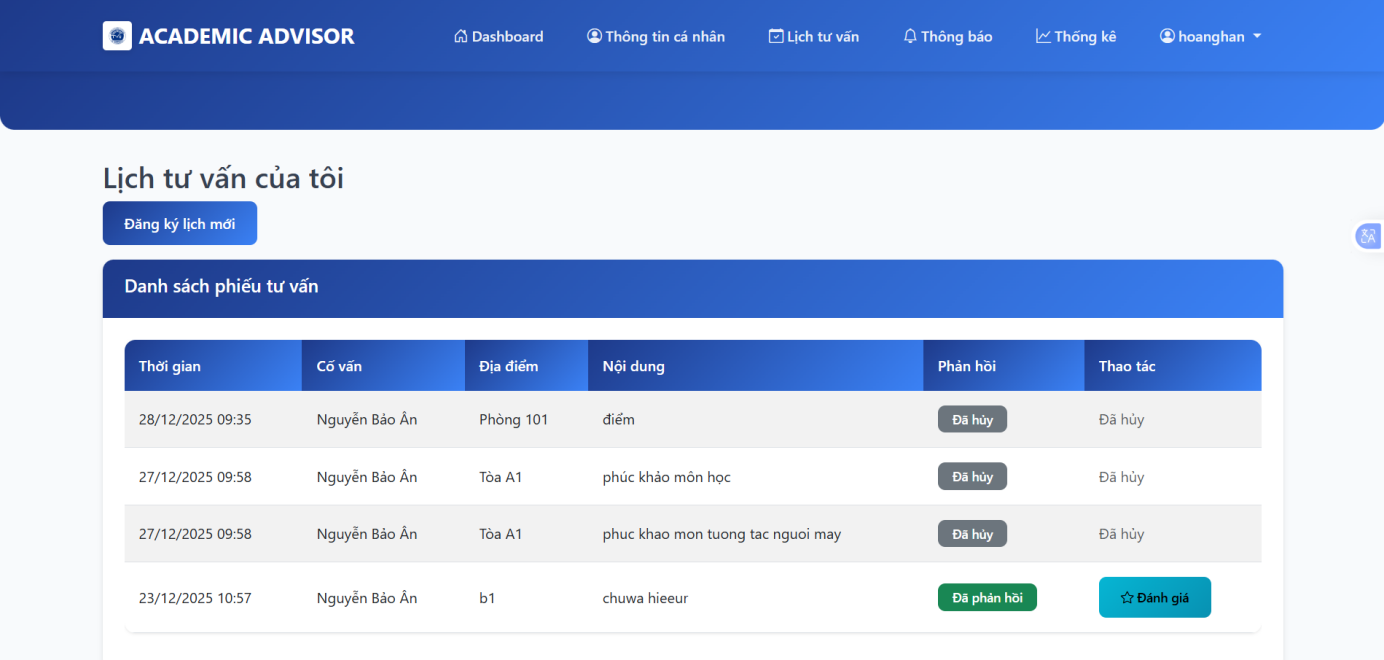 ACADEMIC ADVISOR Dashboard Thông tin cá nhân Lịch tư vấn Thông báo Thống kê hoanghan
Lịch tư vấn của tôi
Đăng ký lịch mới
Danh sách phiếu tư vấn
Thời gian Cố vấn Địa điểm Nội dung Phản hồi Thao tác
28/12/2025 09:35 Nguyễn Bảo Ân Phòng 101 điểm Đã hủy Đã hủy
27/12/2025 09:58 Nguyễn Bảo Ân Tòa A1 phúc khảo môn học Đã hủy Đã hủy
27/12/2025 09:58 Nguyễn Bảo Ân Tòa A1 phuc khao mon tuong tac nguoi may Đã hủy Đã hủy
23/12/2025 10:57 Nguyễn Bảo Ân b1 chuwa hieeur Đã phản hồi Đánh giá